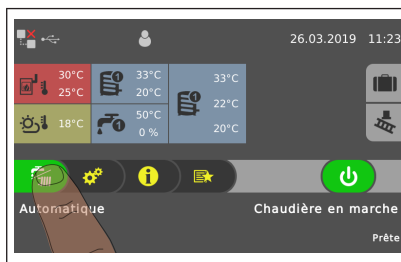 26.03.2019 11:23
30°C 33°C 33°C
25°C 20°C
22°C
18°C 50°C
0 % 20°C
Automatique Chaudière en marche
Prête